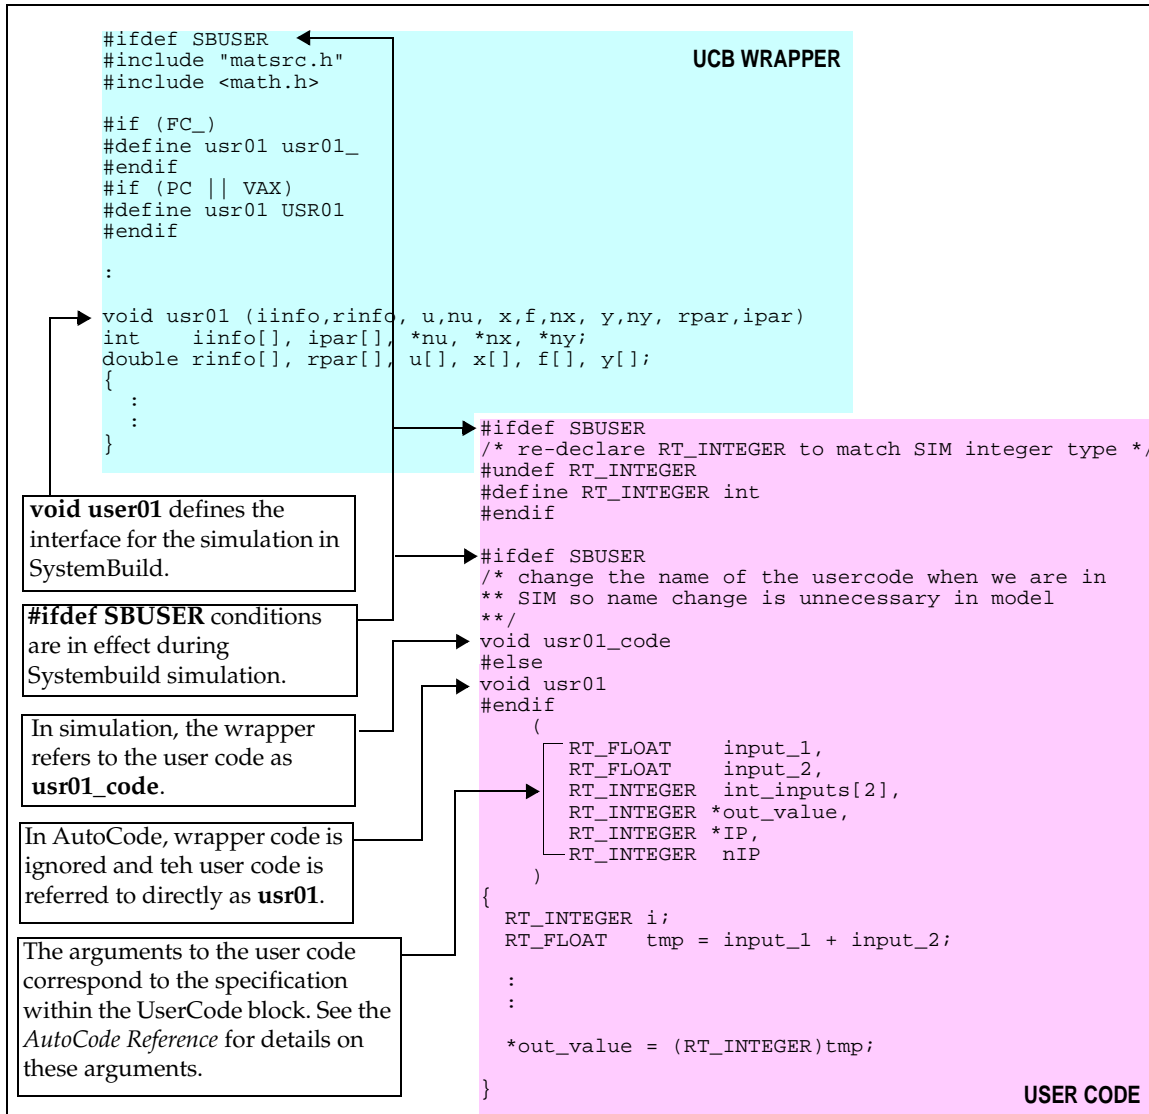 #ifdef SBUSER
#include "matsrc.h"
#include <math.h>
UCB WRAPPER
#if (FC_)
#define usr01 usr01_
#endif
#if (PC || VAX)
#define usr01 USR01
#endif
:
void usr01 (iinfo,rinfo, u,nu, x,f,nx, y,ny, rpar,ipar)
int     iinfo[], ipar[], *nu, *nx, *ny;
double rinfo[], rpar[], u[], x[], f[], y[];
{
:
:
}
#ifdef SBUSER
/* re-declare RT_INTEGER to match SIM integer type */
#undef RT_INTEGER
#define RT_INTEGER int
#endif
#ifdef SBUSER
/* change the name of the usercode when we are in
** SIM so name change is unnecessary in model
**/
void usr01_code
#else
void usr01
#endif
(
RT_FLOAT    input_1,
RT_FLOAT    input_2,
RT_INTEGER  int_inputs[2],
RT_INTEGER *out_value,
RT_INTEGER *IP,
RT_INTEGER  nIP
)
{
RT_INTEGER i;
RT_FLOAT   tmp = input_1 + input_2;
:
:
*out_value = (RT_INTEGER)tmp;
}
USER CODE
void user01 defines the
interface for the simulation in
SystemBuild.
#ifdef SBUSER conditions
are in effect during
Systembuild simulation.
In simulation, the wrapper
refers to the user code as
usr01_code.
In AutoCode, wrapper code is
ignored and teh user code is
referred to directly as usr01.
The arguments to the user code
correspond to the specification
within the UserCode block. See the
AutoCode Reference for details on
these arguments.